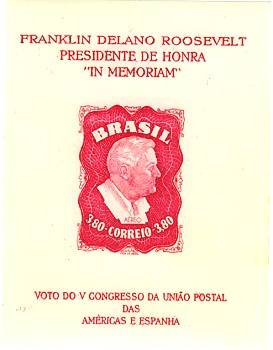 FRANKLIN DELANO ROOSEVELT
PRESIDENTE DE HONRA
"IN MEMORIAM"
BRASIL
AÉREO
3,80 - CORREIO - 3,80
VOTO DO V CONGRESSO DA UNIÃO POSTAL
DAS
AMÉRICAS E ESPANHA